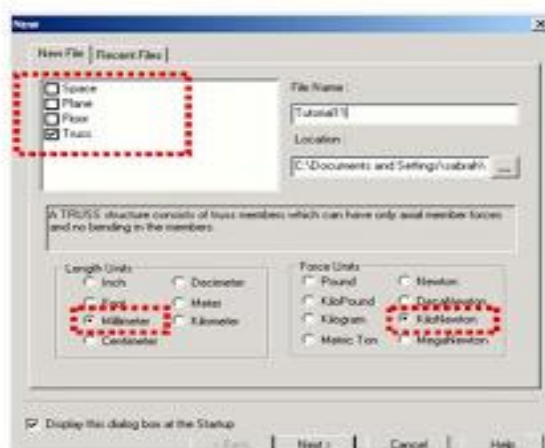 New
New File
Recent Files
Space
Plane
Floor
Truss
File Name :
Tutorial11
Location :
C:\Documents and Settings\sabrah\
...
A TRUSS structure consists of truss members which can have only axial member forces
and no bending in the members
Length Units
Inch
Decimeter
Foot
Meter
Millimeter
Kilometer
Centimeter
Force Units
Pound
Newton
KiloPound
DecaNewton
Kilogram
KiloNewton
Metric Ton
MegaNewton
Display this dialog box at the Startup
< Back
Next >
Cancel
Help